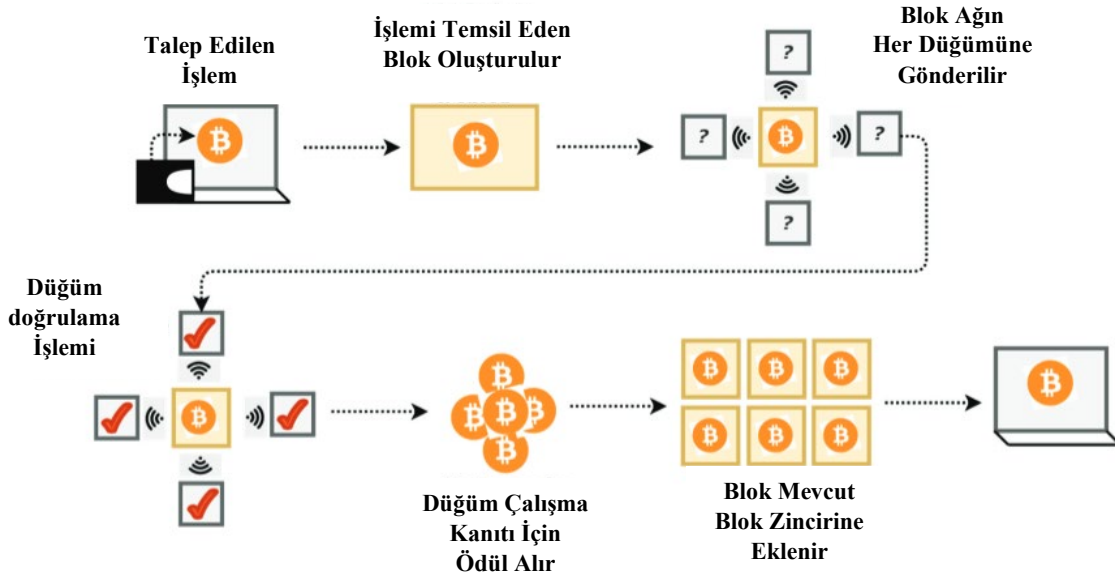 Talep Edilen
İşlem
İşlemi Temsil Eden
Blok Oluşturulur
Blok Ağın
Her Düğümüne
Gönderilir
?
?
?
?
Düğüm
doğrulama
İşlemi
Düğüm Çalışma
Kanıtı İçin
Ödül Alır
Blok Mevcut
Blok Zincirine
Eklenir